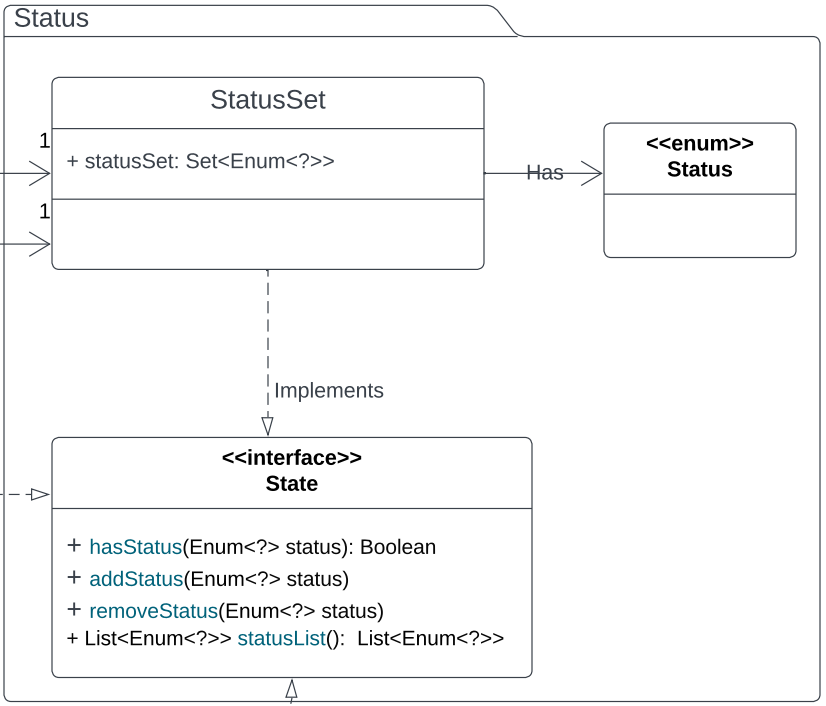 Status
StatusSet
1
+ statusSet: Set<Enum<?>>
1
Has
<<enum>>
Status
Implements
<<interface>>
State
+ hasStatus(Enum<?> status): Boolean
+ addStatus(Enum<?> status)
+ removeStatus(Enum<?> status)
+ List<Enum<?>> statusList():  List<Enum<?>>